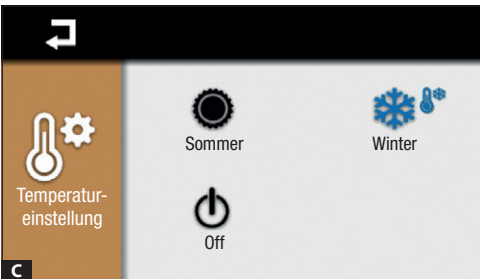 Sommer
Winter
Temperatur-
einstellung
Off
C